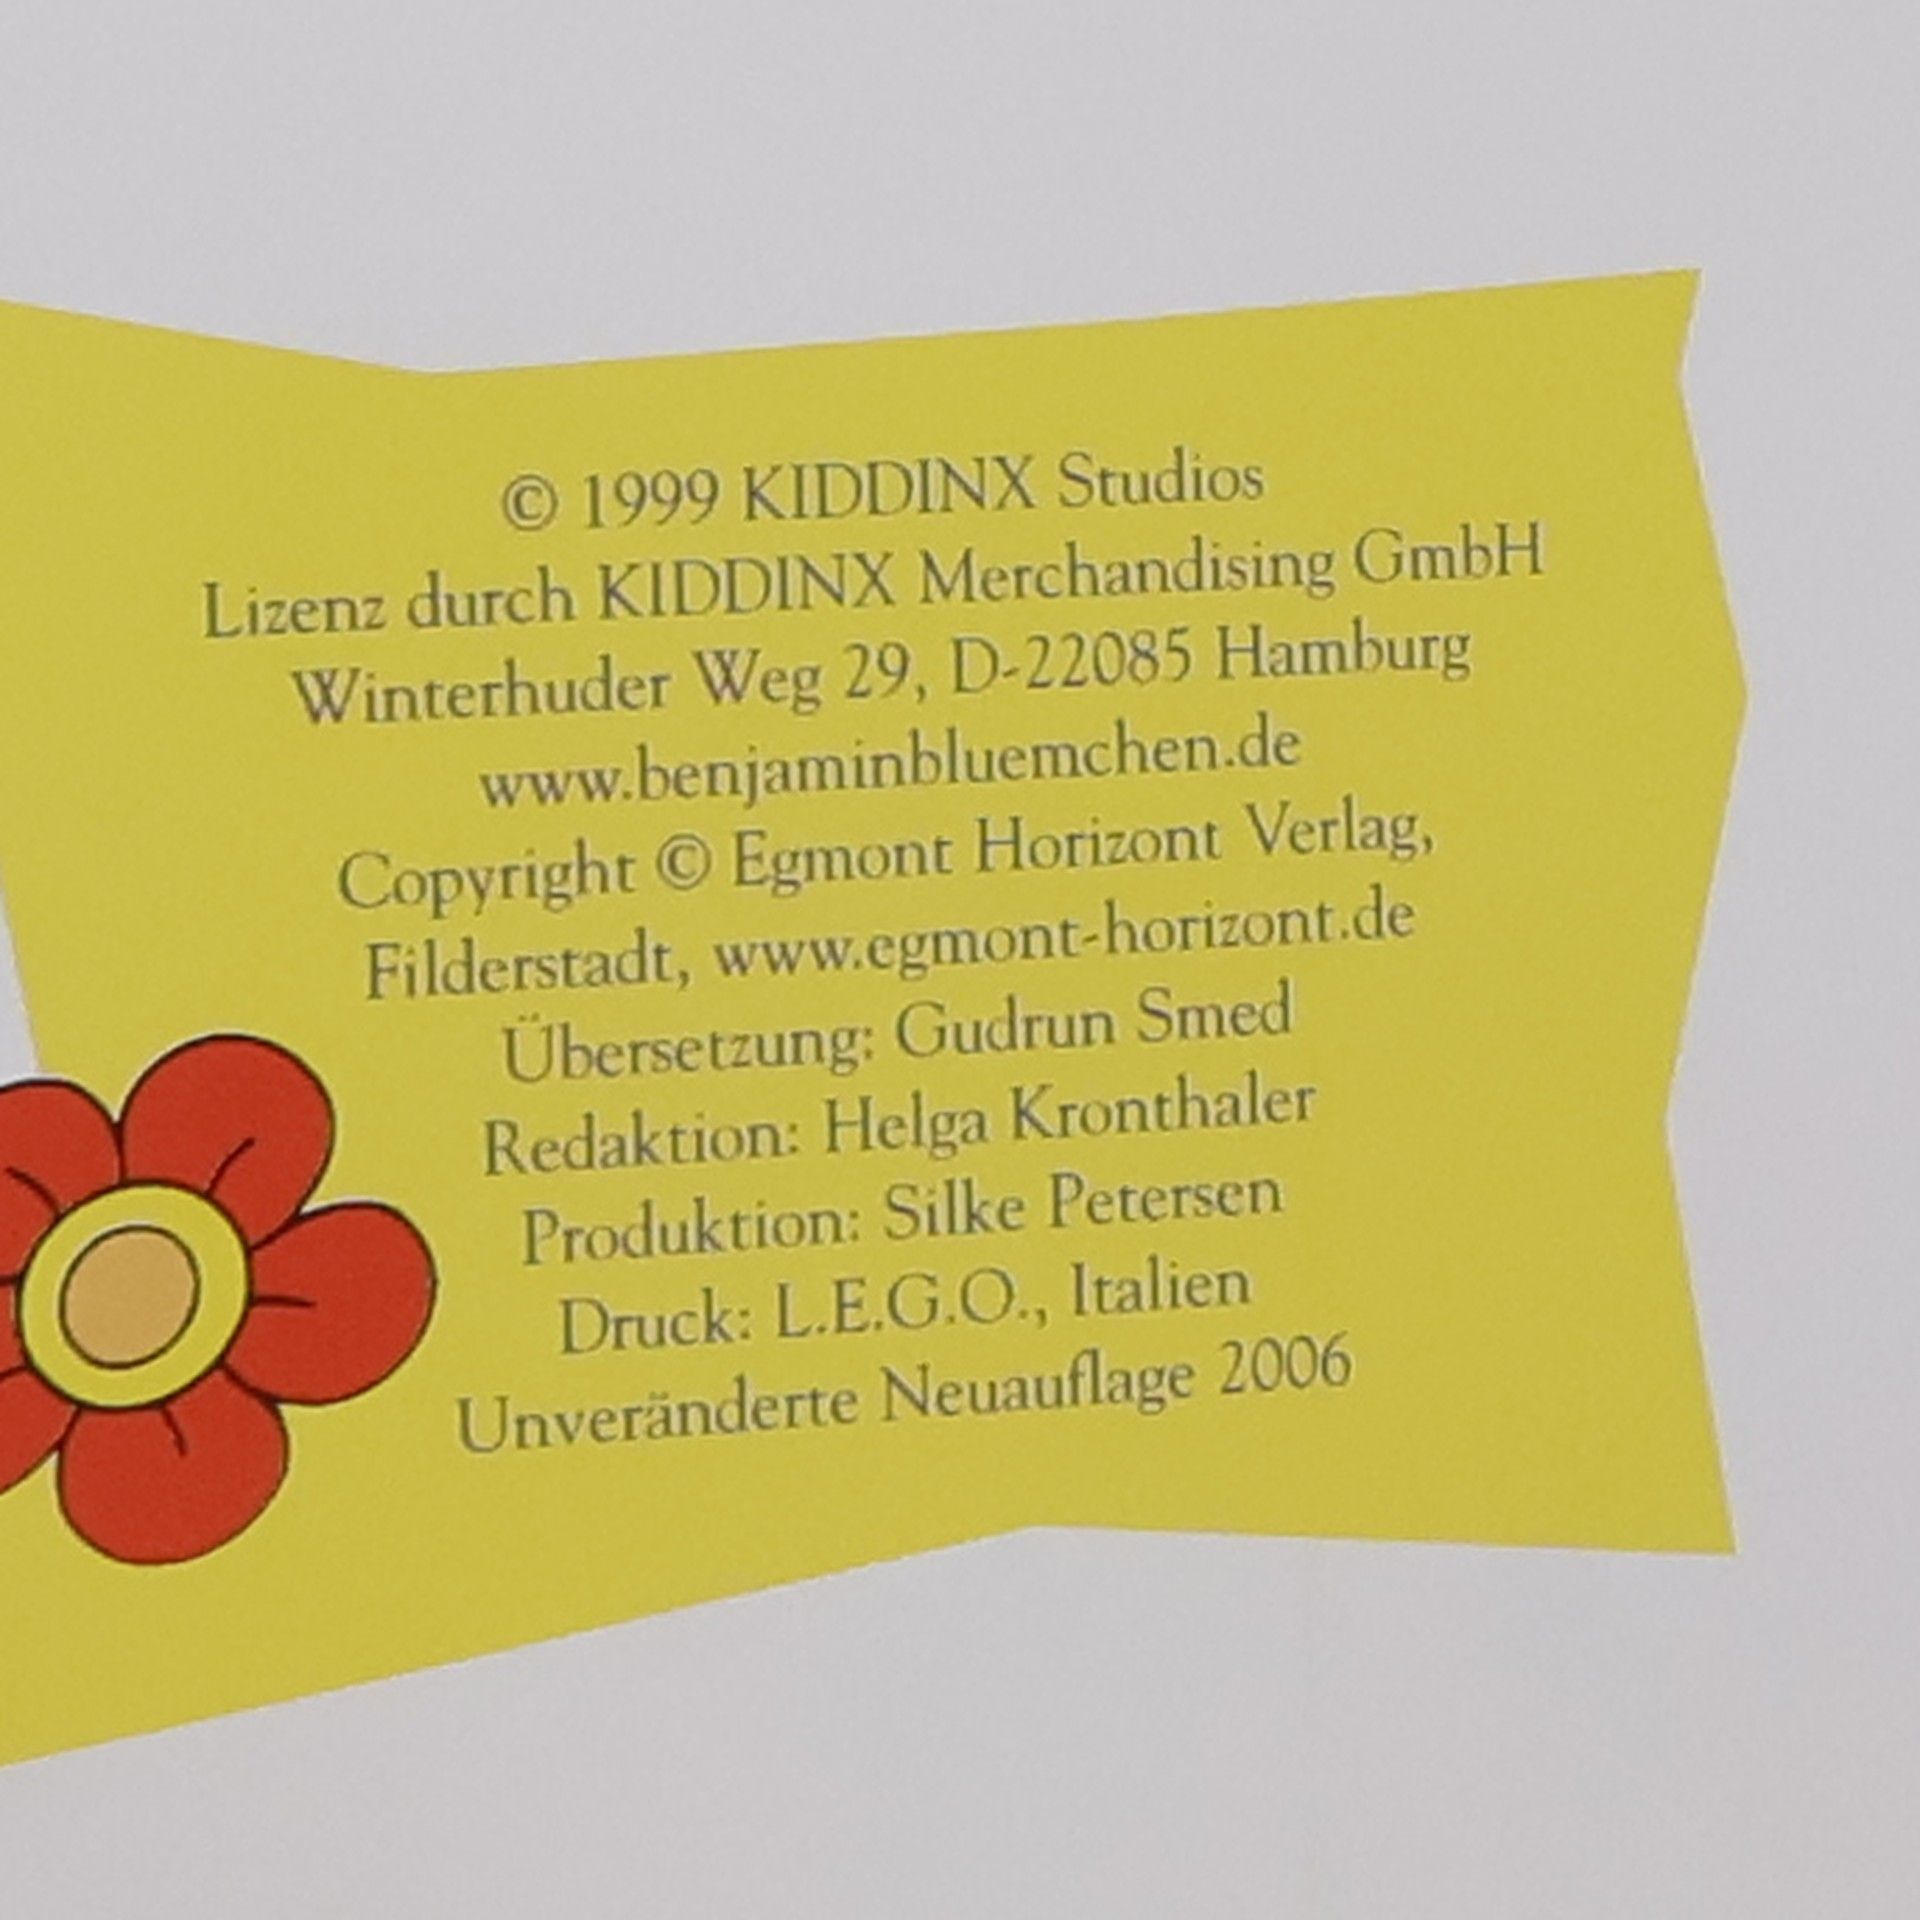 © 1999 KIDDINX Studios
Lizenz durch KIDDINX Merchandising GmbH
Winterhuder Weg 29, D-22085 Hamburg
www.benjaminbluemchen.de
Copyright © Egmont Horizont Verlag,
Filderstadt, www.egmont-horizont.de
Übersetzung: Gudrun Smed
Redaktion: Helga Kronthaler
Produktion: Silke Petersen
Druck: L.E.G.O., Italien
Unveränderte Neuauflage 2006